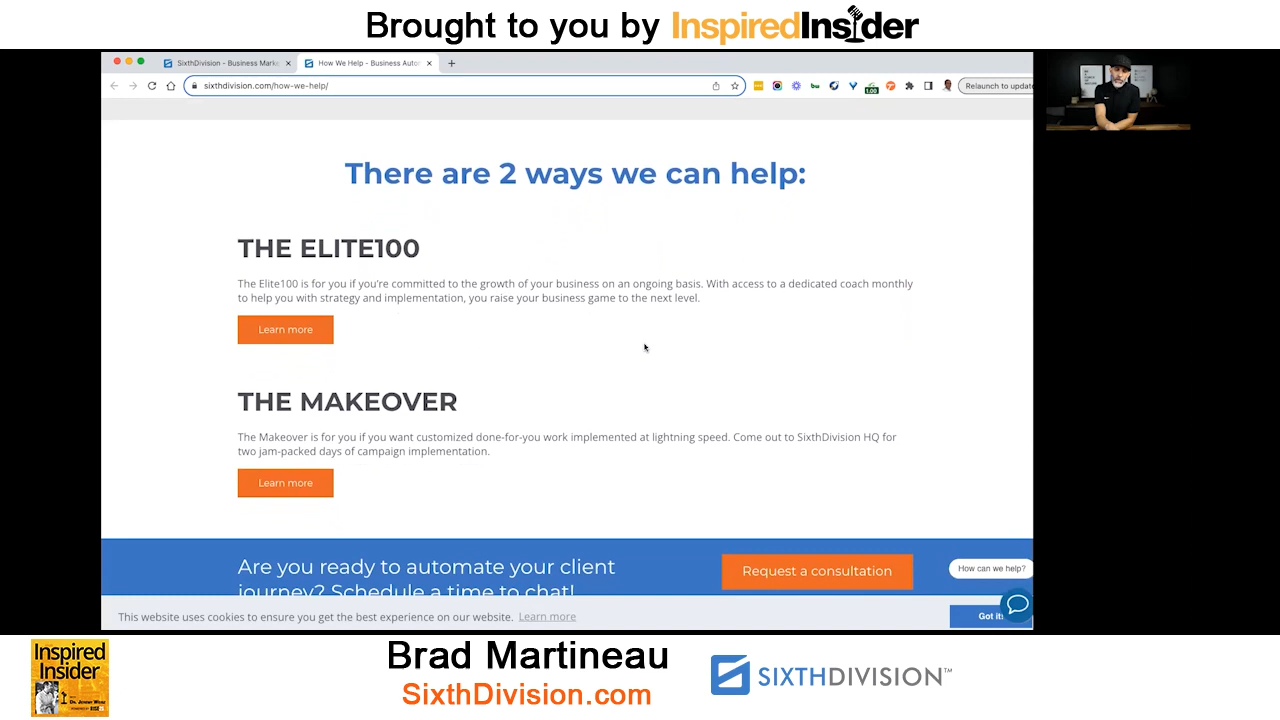 Brought to you by InspiredInsider
SixthDivision - Business Marke
How We Help - Business Autor
sixthdivision.com/how-we-help/
1.00
Relaunch to update
There are 2 ways we can help:
THE ELITE100
The Elite100 is for you if you're committed to the growth of your business on an ongoing basis. With access to a dedicated coach monthly
to help you with strategy and implementation, you raise your business game to the next level.
Learn more
THE MAKEOVER
The Makeover is for you if you want customized done-for-you work implemented at lightning speed. Come out to SixthDivision HQ for
two jam-packed days of campaign implementation.
Learn more
Are you ready to automate your client
journey? Schedule a time to chat!
Request a consultation
How can we help?
This website uses cookies to ensure you get the best experience on our website. Learn more
Got it!
Inspired
Insider
Brad Martineau
SixthDivision.com
SIXTHDIVISION™